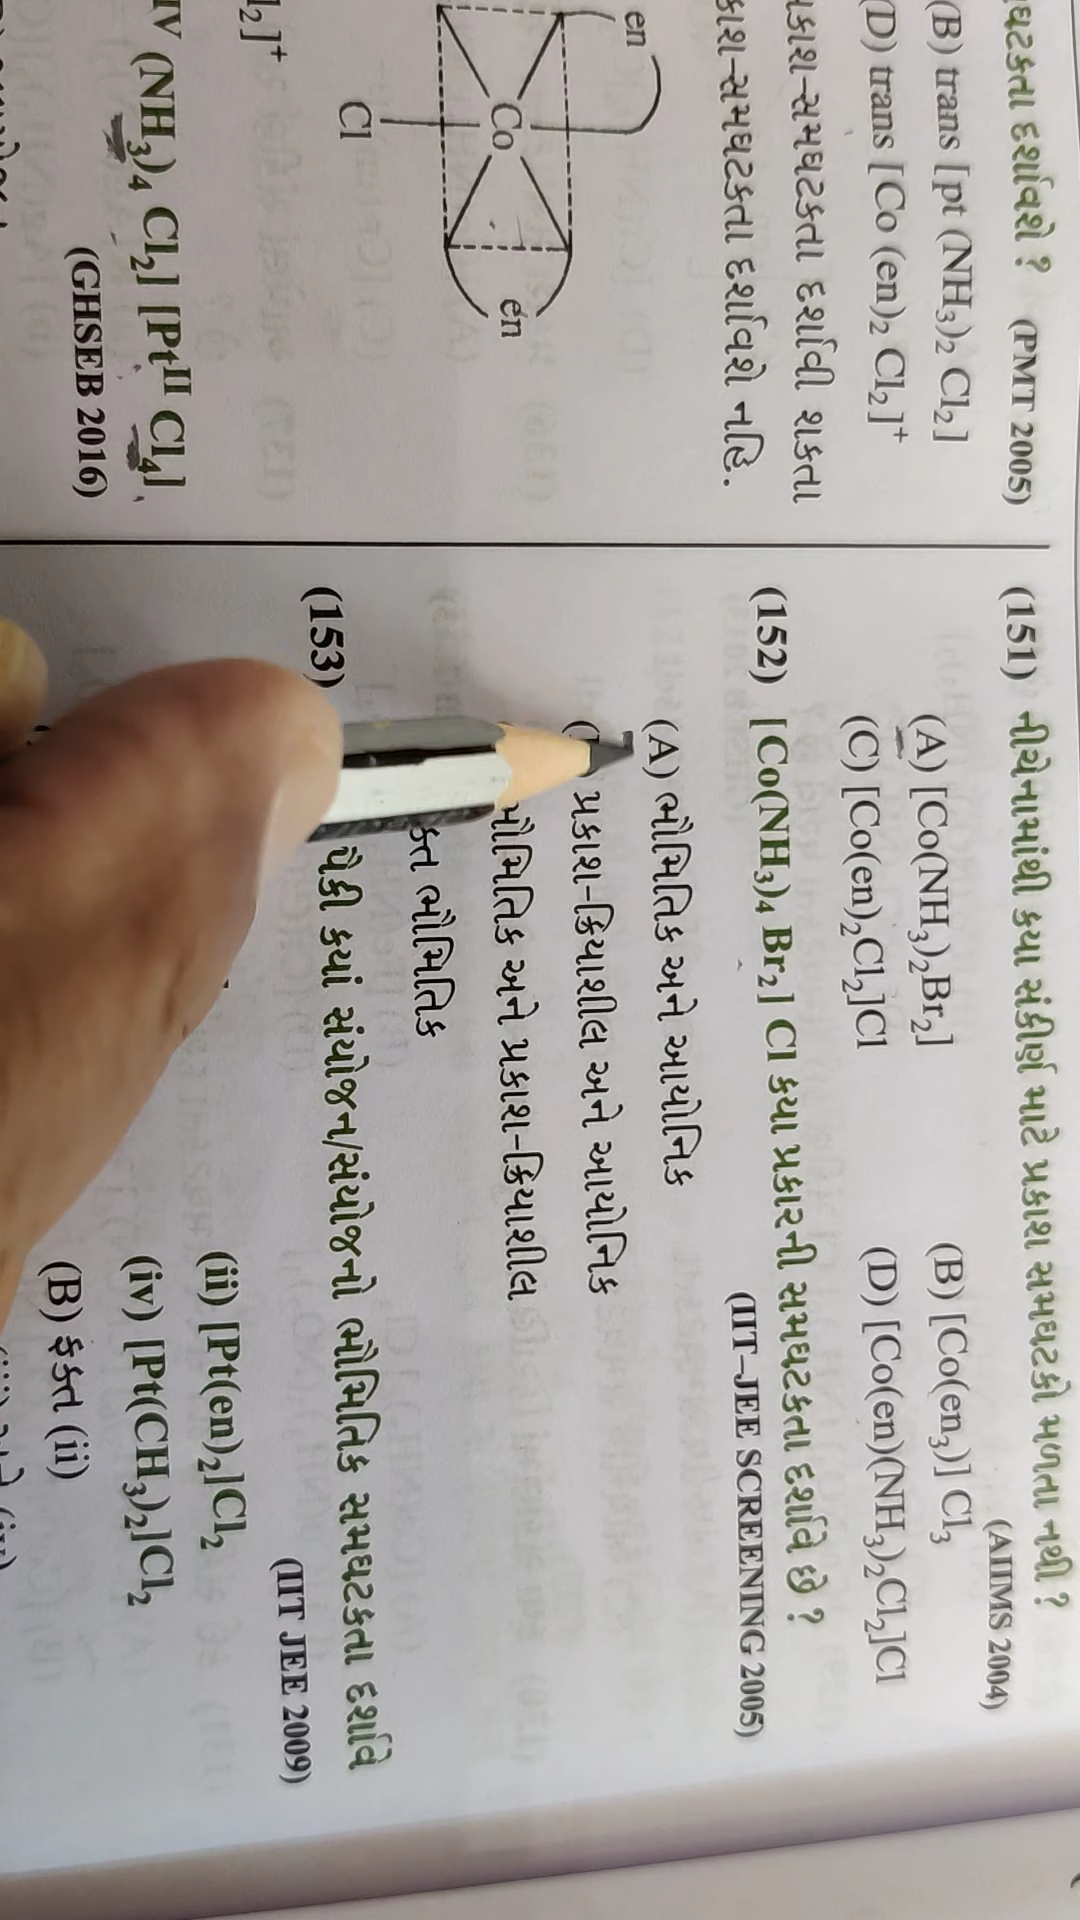 ઘટકતા દર્શાવશે ? (PMT 2005)
(B) trans [pt (NH₃)₂ Cl₂]
(D) trans [Co (en)₂ Cl₂]⁺
પ્રકાશ-સમઘટકતા દર્શાવી શકતા
કાશ-સમઘટકતા દર્શાવશે નહિ.
en
Co
en
Cl
l₂]⁺
IV (NH₃)₄ Cl₂] [Ptᴵᴵ Cl₄]
(GHSEB 2016)
(151) નીચેનામાંથી કયા સંકીર્ણ માટે પ્રકાશ સમઘટકો મળતા નથી ?
(AIIMS 2004)
(A) [Co(NH₃)₂Br₂] (B) [Co(en₃)] Cl₃
(C) [Co(en)₂Cl₂]Cl (D) [Co(en)(NH₃)₂Cl₂]Cl
(152) [Co(NH₃)₄ Br₂] Cl કયા પ્રકારની સમઘટકતા દર્શાવે છે ?
(IIT-JEE SCREENING 2005)
(A) ભૌમિતિક અને આયોનિક
પ્રકાશ-ક્રિયાશીલ અને આયોનિક
ભૌમિતિક અને પ્રકાશ-ક્રિયાશીલ
ક્ત ભૌમિતિક
(153) પૈકી કયાં સંયોજન/સંયોજનો ભૌમિતિક સમઘટકતા દર્શાવે
(IIT JEE 2009)
(ii) [Pt(en)₂]Cl₂
(iv) [Pt(CH₃)₂]Cl₂
(B) ફક્ત (ii)